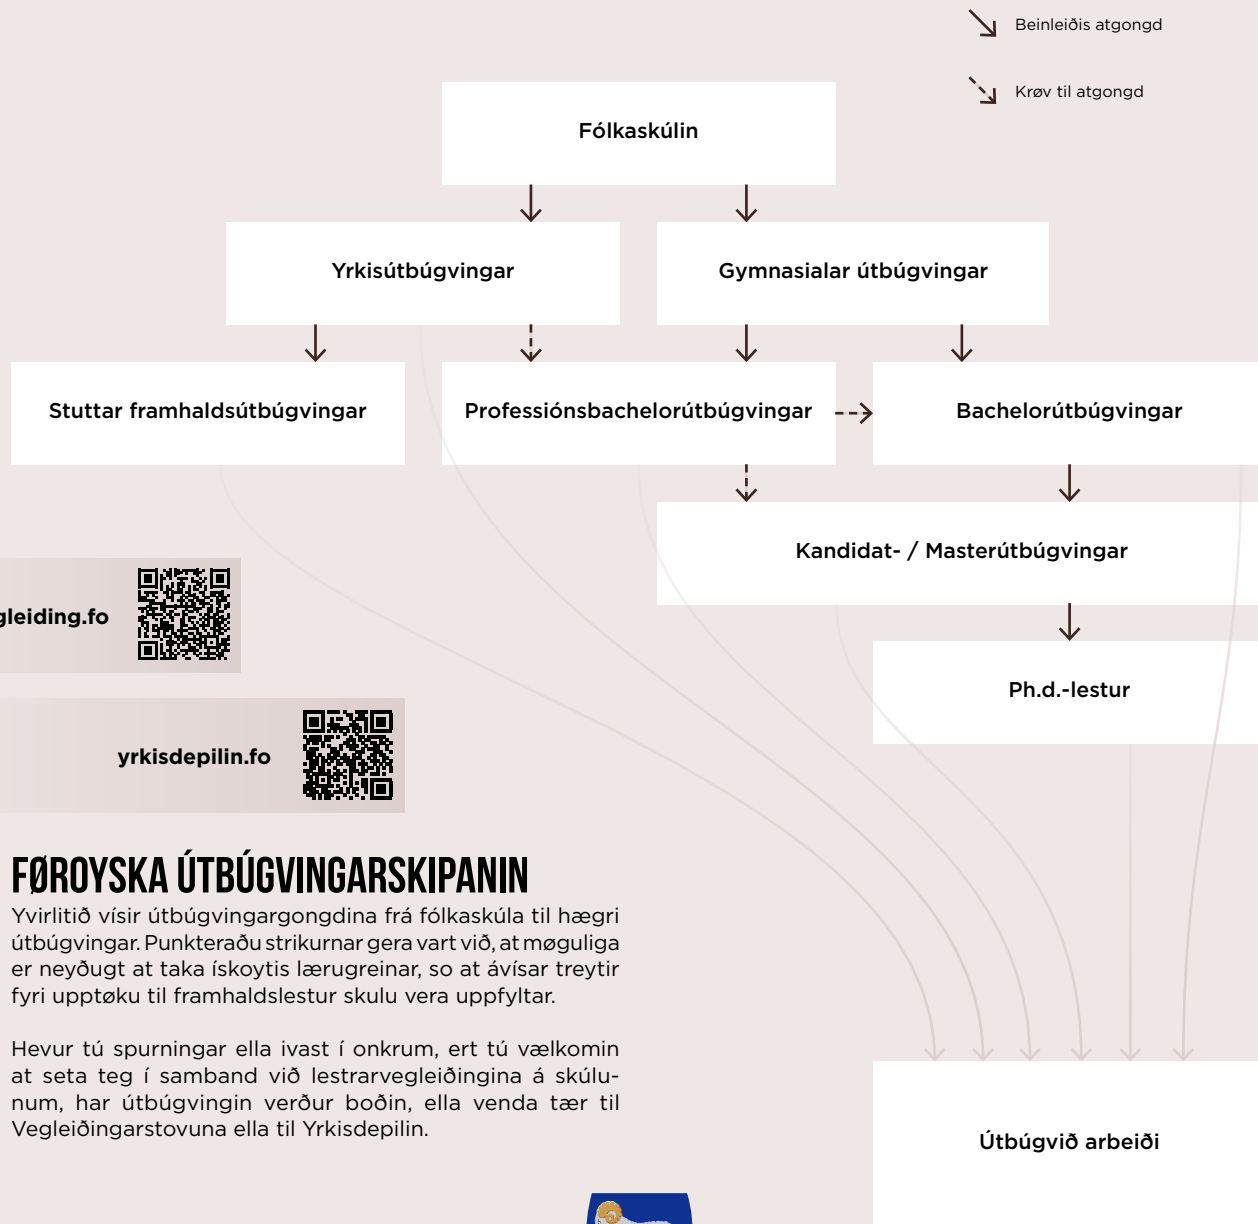 Beinleiðis atgongd
Krøv til atgongd
Fólkaskúlin
Yrkisútbúgvingar
Gymnasialar útbúgvingar
Stuttar framhaldsútbúgvingar
Professiónsbachelorútbúgvingar
Bachelorútbúgvingar
Kandidat- / Masterútbúgvingar
gleiding.fo
Ph.d.-lestur
yrkisdepilin.fo
FØROYSKA ÚTBÚGVINGARSKIPANIN
Yvirlitið vísir útbúgvingargongdina frá fólkaskúla til hægri
útbúgvingar. Punkteraðu strikurnar gera vart við, at møguliga
er neyðugt at taka ískoytis lærugreinar, so at ávísar treytir
fyri upptøku til framhaldslestur skulu vera uppfyltar.
Hevur tú spurningar ella ivast í onkrum, ert tú vælkomin
at seta teg í samband við lestrarvegleiðingina á skúlu-
num, har útbúgvingin verður boðin, ella venda tær til
Vegleiðingarstovuna ella til Yrkisdepilin.
Útbúgvið arbeiði